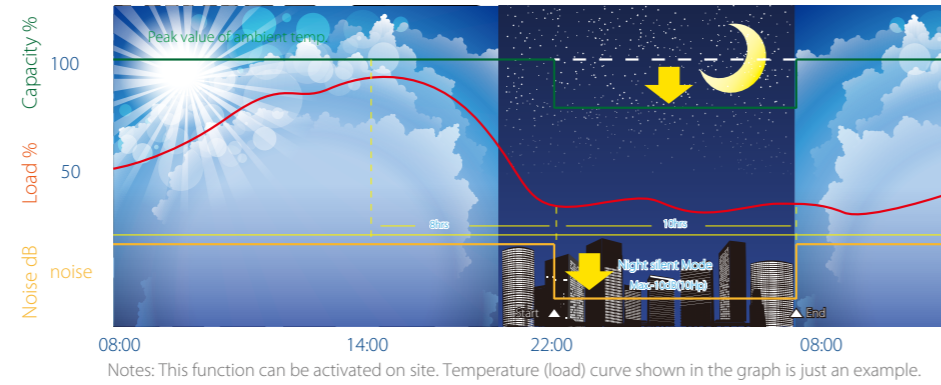 Capacity %
Load %
Noise dB
Peak value of ambient temp.
100
50
noise
8hrs
10hrs
Night silent Mode
Max-10dB(10Hp)
Start
End
08:00
14:00
22:00
08:00
Notes: This function can be activated on site. Temperature (load) curve shown in the graph is just an example.